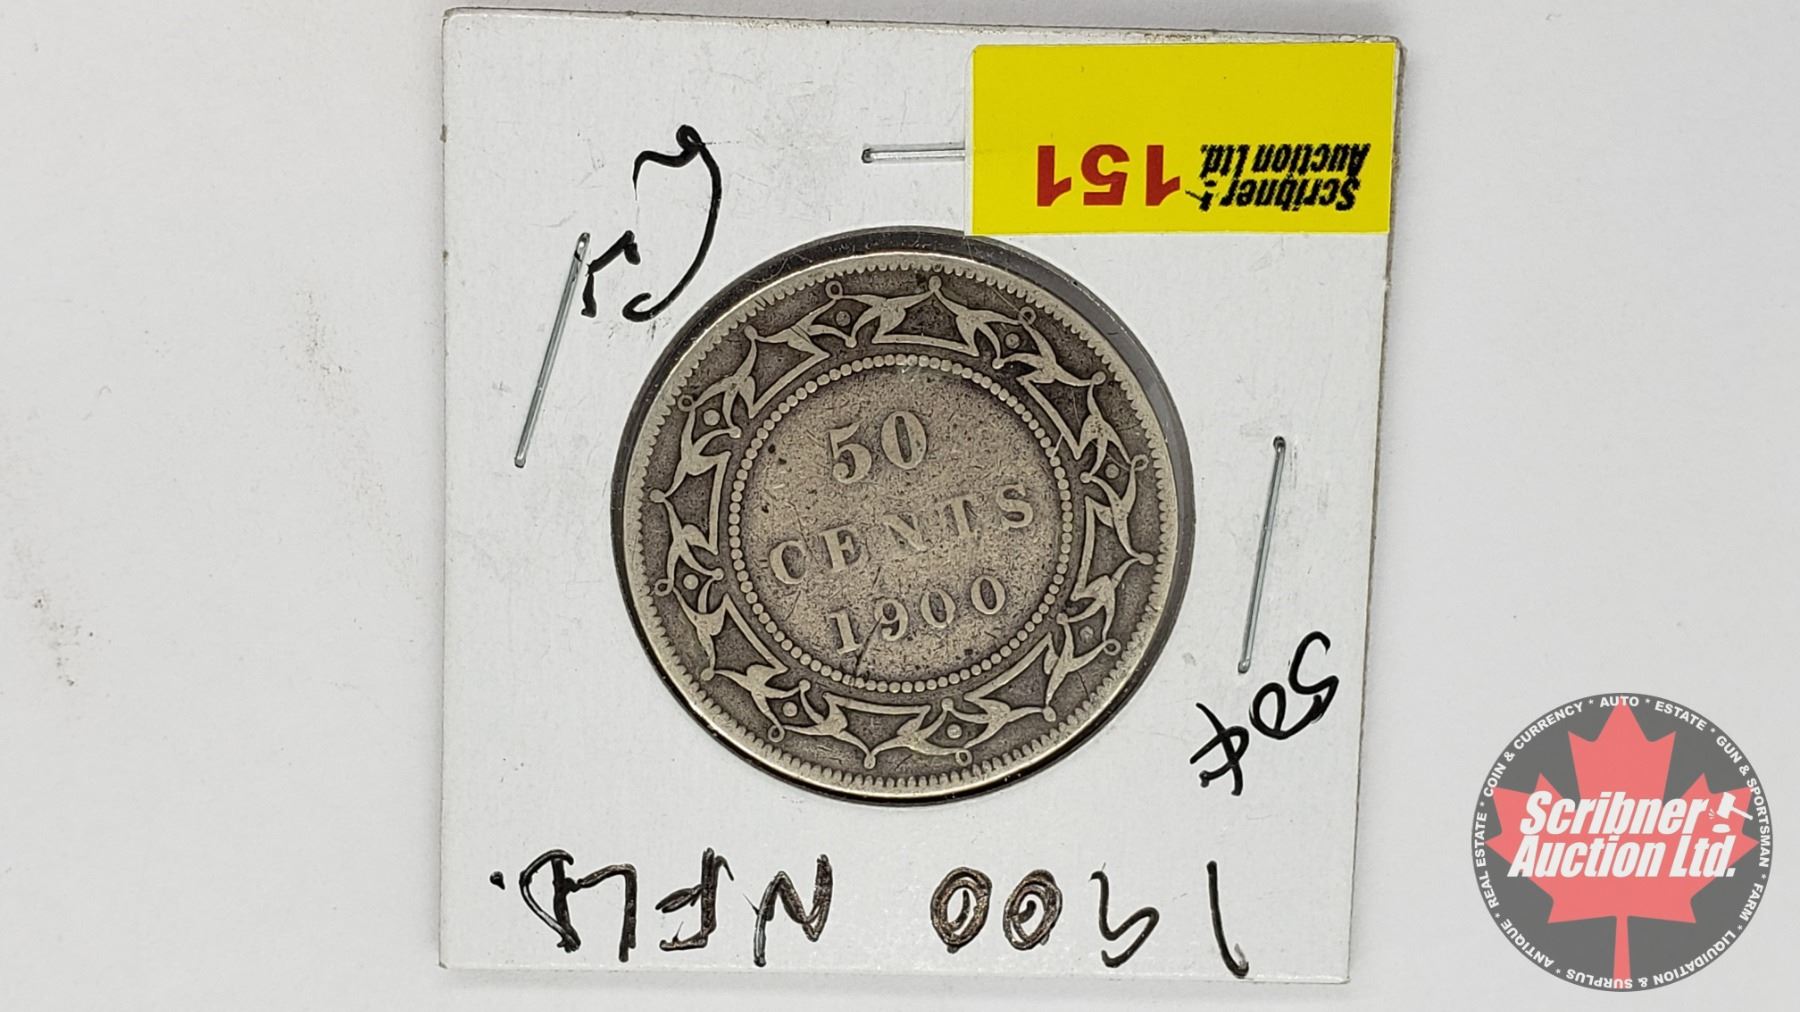 Scribner
Auction Ltd.
151
50
CENTS
1900
50¢
1900 NFLD.
COIN & CURRENCY * AUTO * ESTATE * GUN & SPORTSMAN * FARM * LIQUIDATION & SURPLUS * ANTIQUE * REAL ESTATE *
Scribner
Auction Ltd.